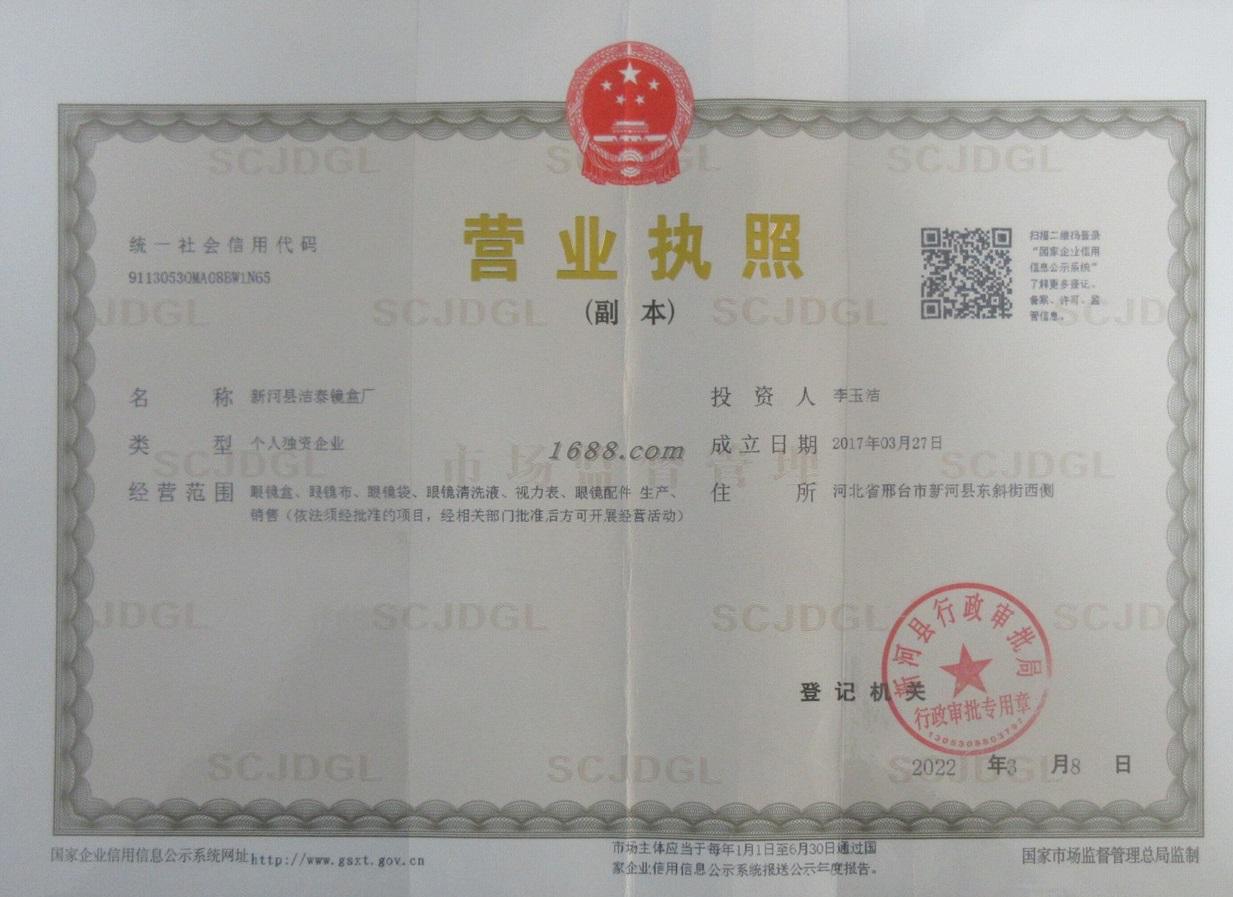 营业执照
(副 本)
统一社会信用代码
91130530MA08EW1N65
扫描二维码登录
“国家企业信用
信息公示系统”
了解更多登记、
备案、许可、监
管信息。
名 称 新河县洁泰镜盒厂
类 型 个人独资企业
经营范围 眼镜盒、眼镜布、眼镜袋、眼镜清洗液、视力表、眼镜配件 生产、
销售（依法须经批准的项目，经相关部门批准后方可开展经营活动）
投资人 李玉洁
成立日期 2017年03月27日
住 所 河北省邢台市新河县东斜街西侧
1688.com
市场监督管理
SCJDGL
登记机关
新河县行政审批局
行政审批专用章
2022 年3 月8 日
国家企业信用信息公示系统网址http://www.gsxt.gov.cn
市场主体应当于每年1月1日至6月30日通过国
家企业信用信息公示系统报送公示年度报告。
国家市场监督管理总局监制